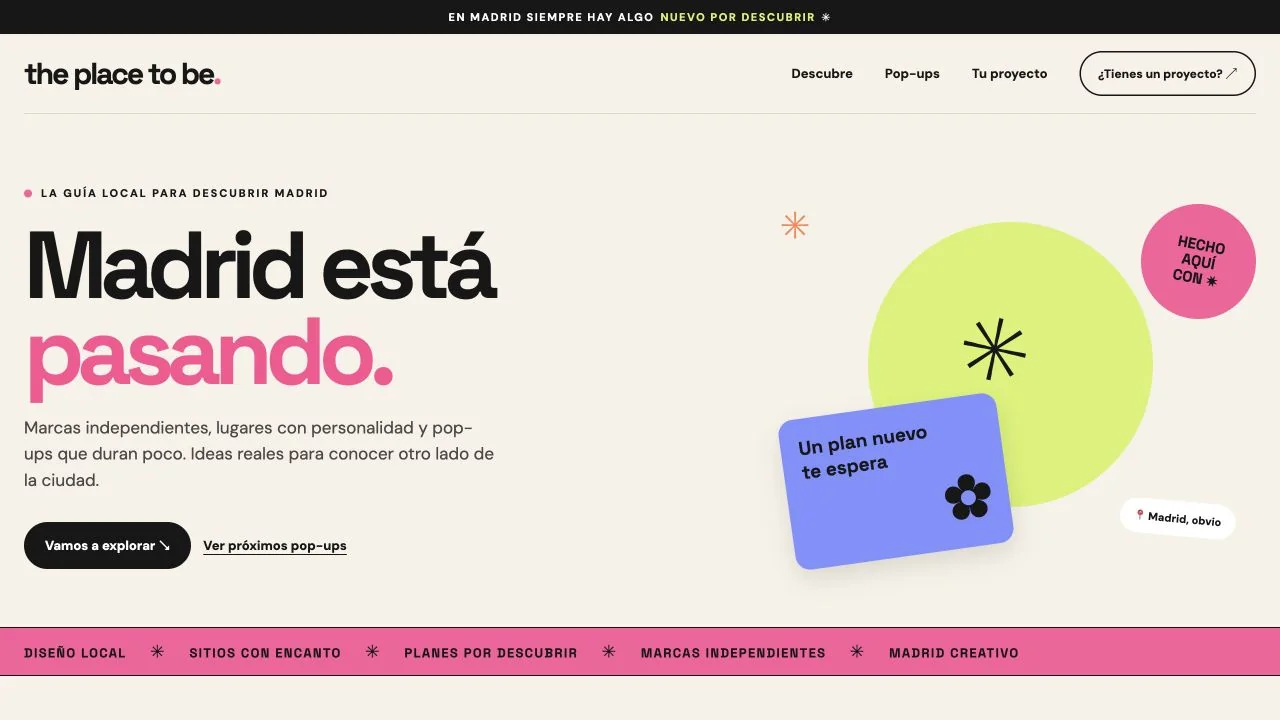 EN MADRID SIEMPRE HAY ALGO NUEVO POR DESCUBRIR ✳
the place to be.
Descubre
Pop-ups
Tu proyecto
¿Tienes un proyecto? ↗
LA GUÍA LOCAL PARA DESCUBRIR MADRID
Madrid está
pasando.
Marcas independientes, lugares con personalidad y pop-
ups que duran poco. Ideas reales para conocer otro lado de
la ciudad.
Vamos a explorar ↘
Ver próximos pop-ups
HECHO
AQUÍ
CON ✷
Un plan nuevo
te espera
📍 Madrid, obvio
DISEÑO LOCAL ✳ SITIOS CON ENCANTO ✳ PLANES POR DESCUBRIR ✳ MARCAS INDEPENDIENTES ✳ MADRID CREATIVO